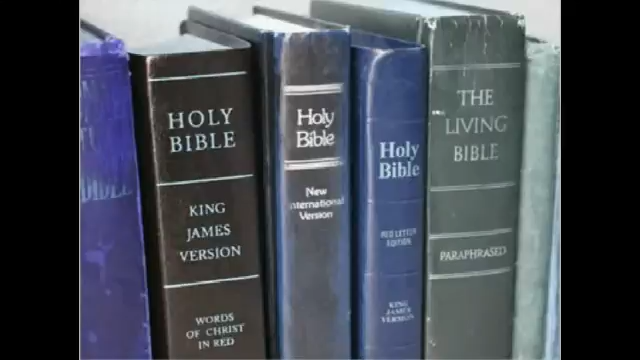 BIBLE
HOLY
BIBLE
KING
JAMES
VERSION
WORDS
OF CHRIST
IN RED
Holy
Bible
New
International
Version
Holy
Bible
RED LETTER
EDITION
KING
JAMES
VERSION
THE
LIVING
BIBLE
PARAPHRASED